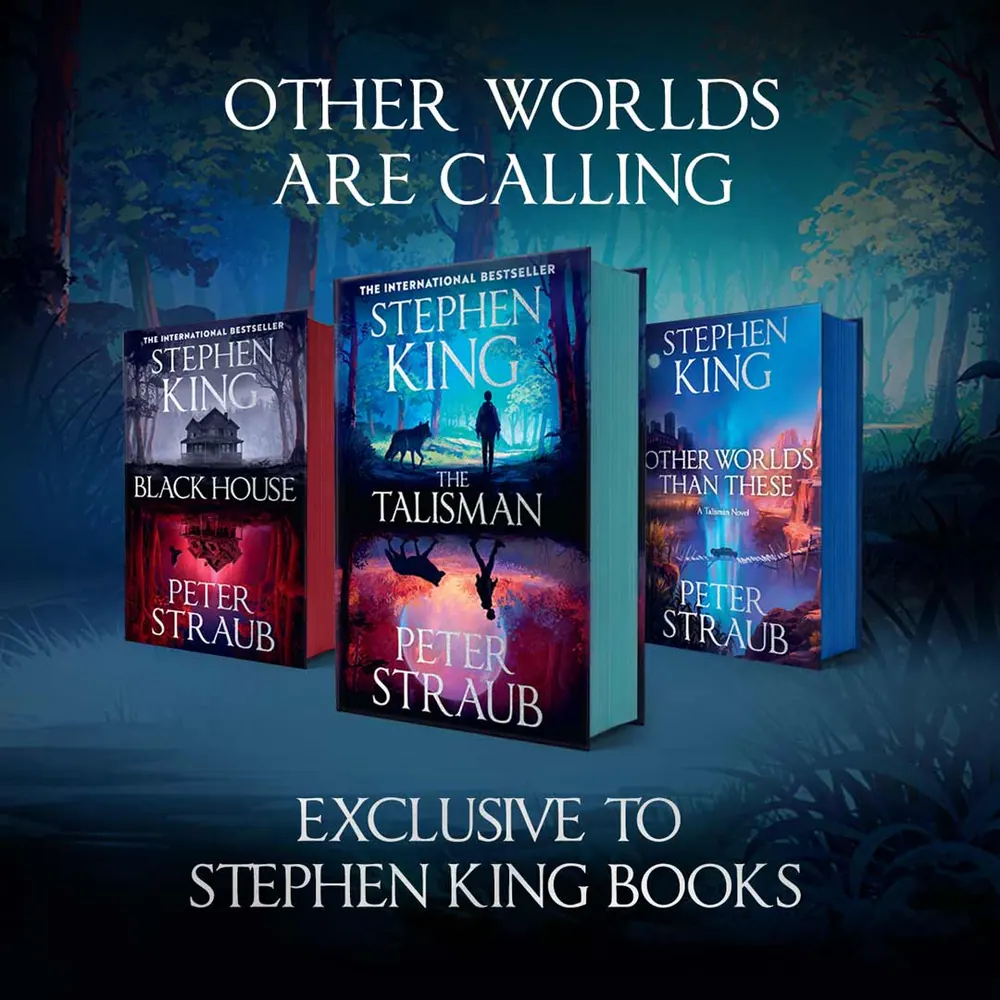 OTHER WORLDS
ARE CALLING
THE INTERNATIONAL BESTSELLER
STEPHEN
KING
BLACK HOUSE
PETER
STRAUB
THE INTERNATIONAL BESTSELLER
STEPHEN
KING
THE
TALISMAN
PETER
STRAUB
STEPHEN
KING
OTHER WORLDS
THAN THESE
A Talisman Novel
PETER
STRAUB
EXCLUSIVE TO
STEPHEN KING BOOKS